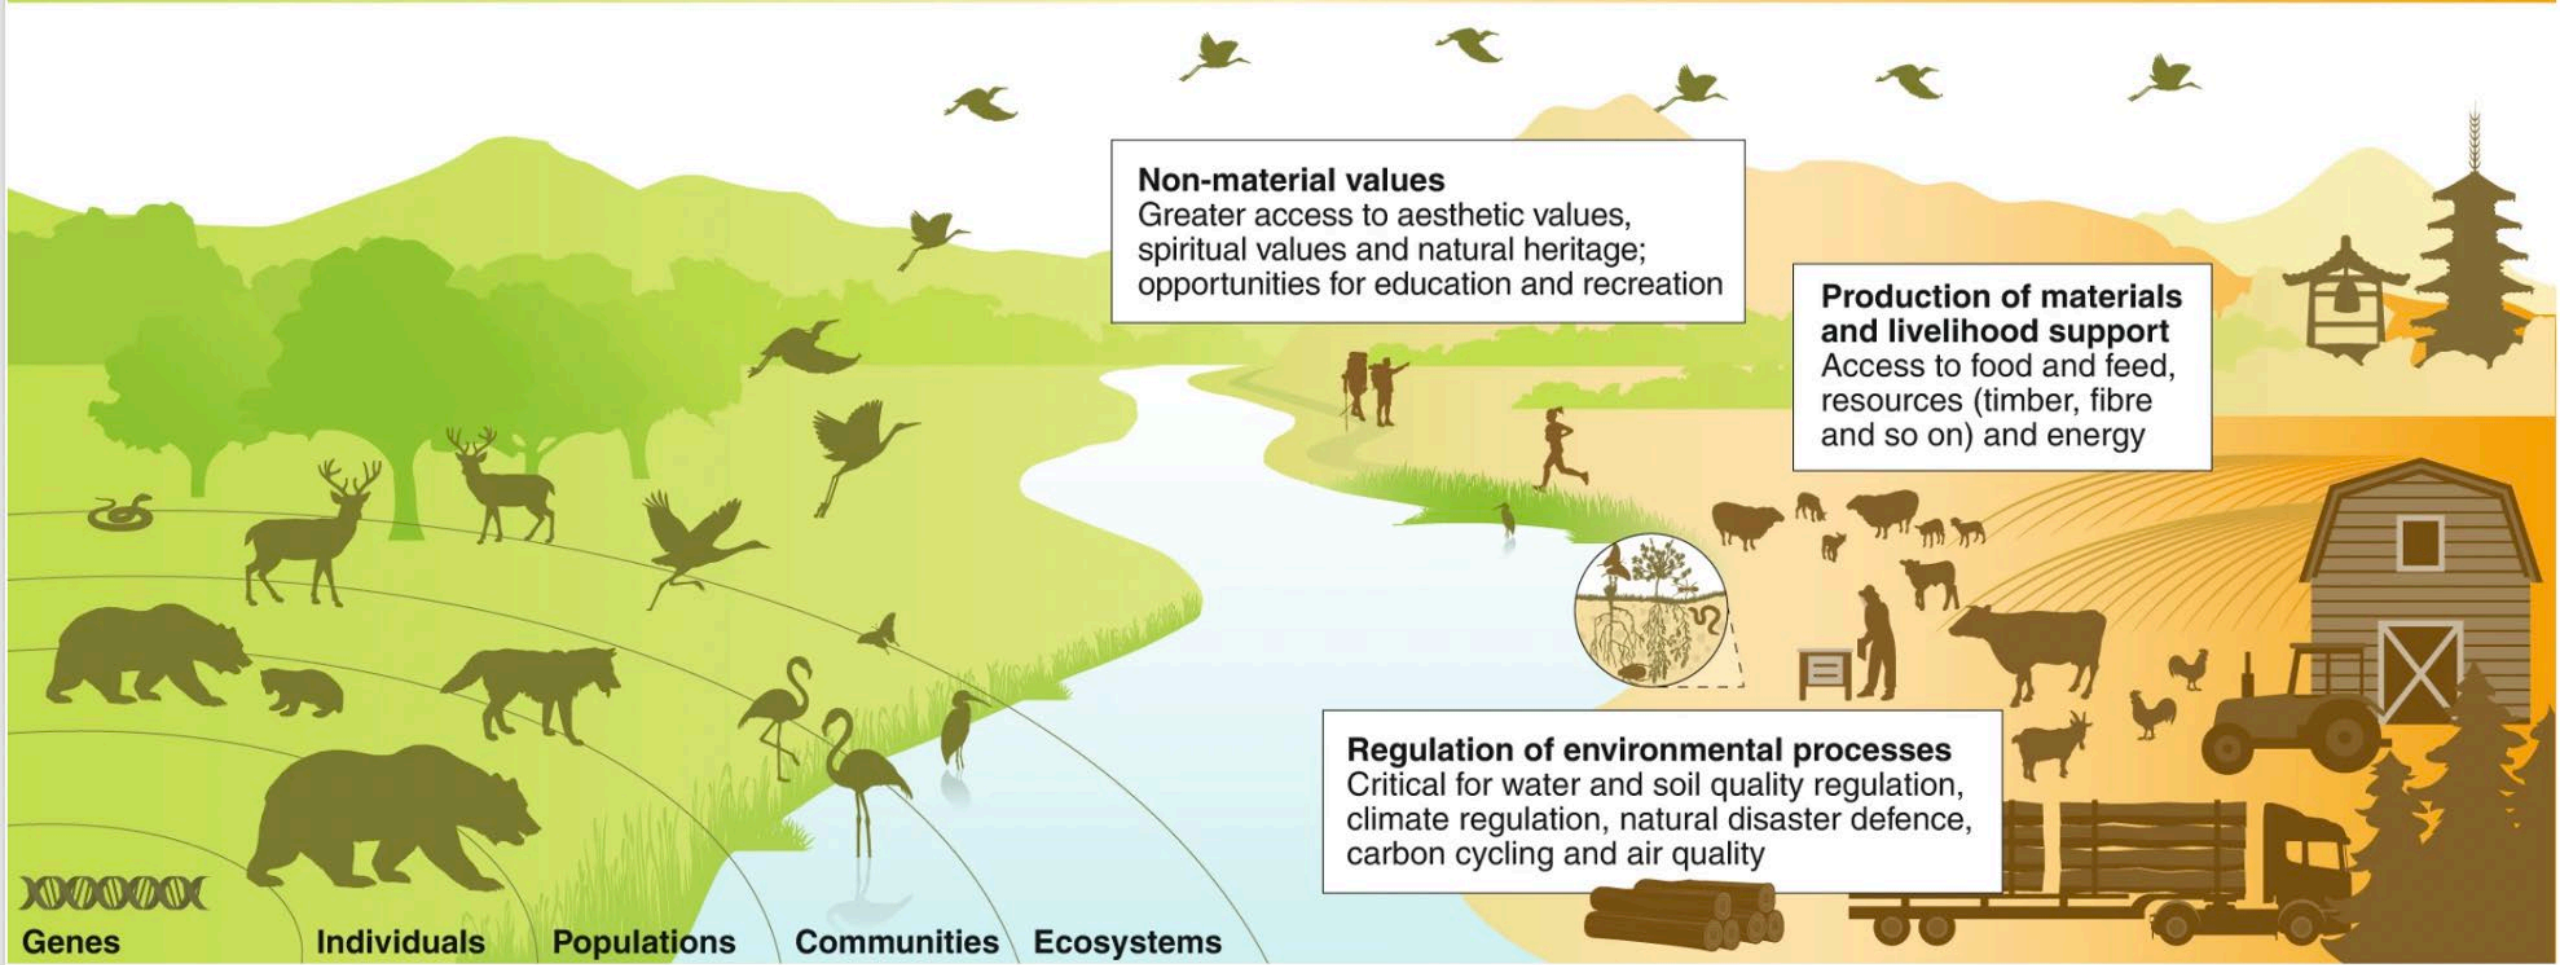 Non-material values
Greater access to aesthetic values,
spiritual values and natural heritage;
opportunities for education and recreation
Production of materials
and livelihood support
Access to food and feed,
resources (timber, fibre
and so on) and energy
Regulation of environmental processes
Critical for water and soil quality regulation,
climate regulation, natural disaster defence,
carbon cycling and air quality
Genes
Individuals
Populations
Communities
Ecosystems